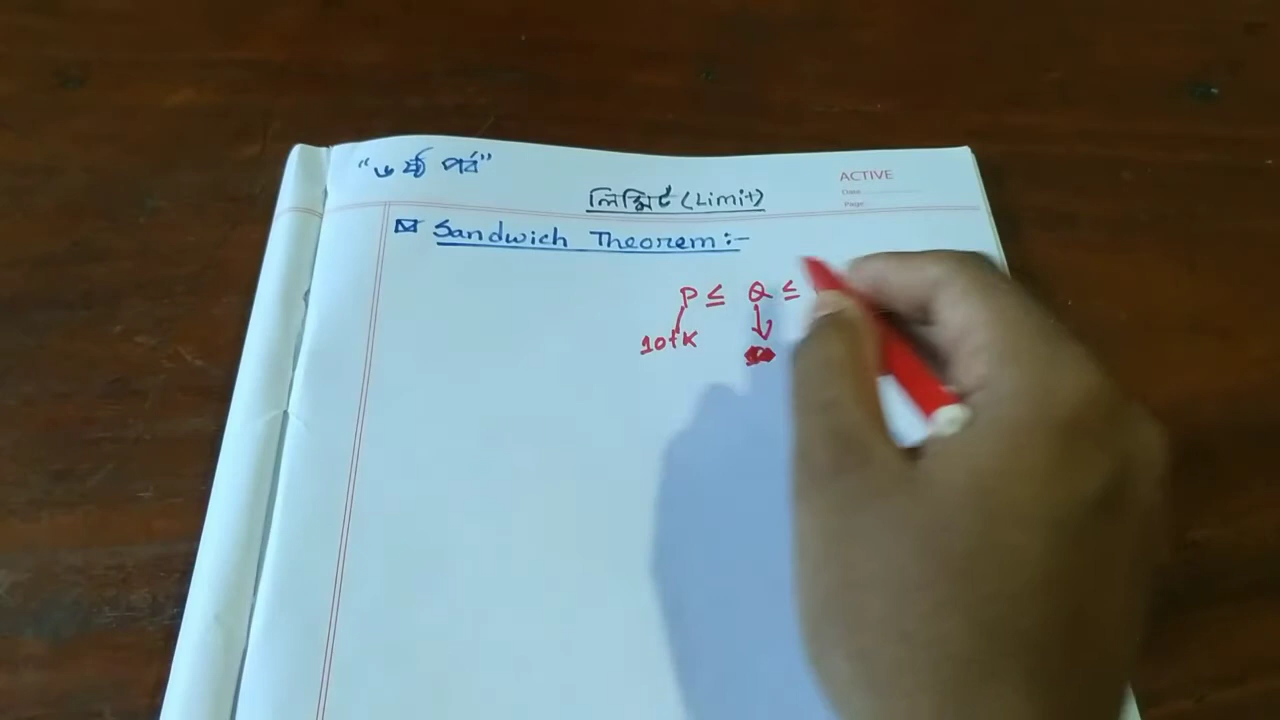 "৬ষ্ঠ পর্ব"
ACTIVE
Date
Page
লিমিট (Limit)
Sandwich Theorem :-
P ≤ Q ≤
10tk